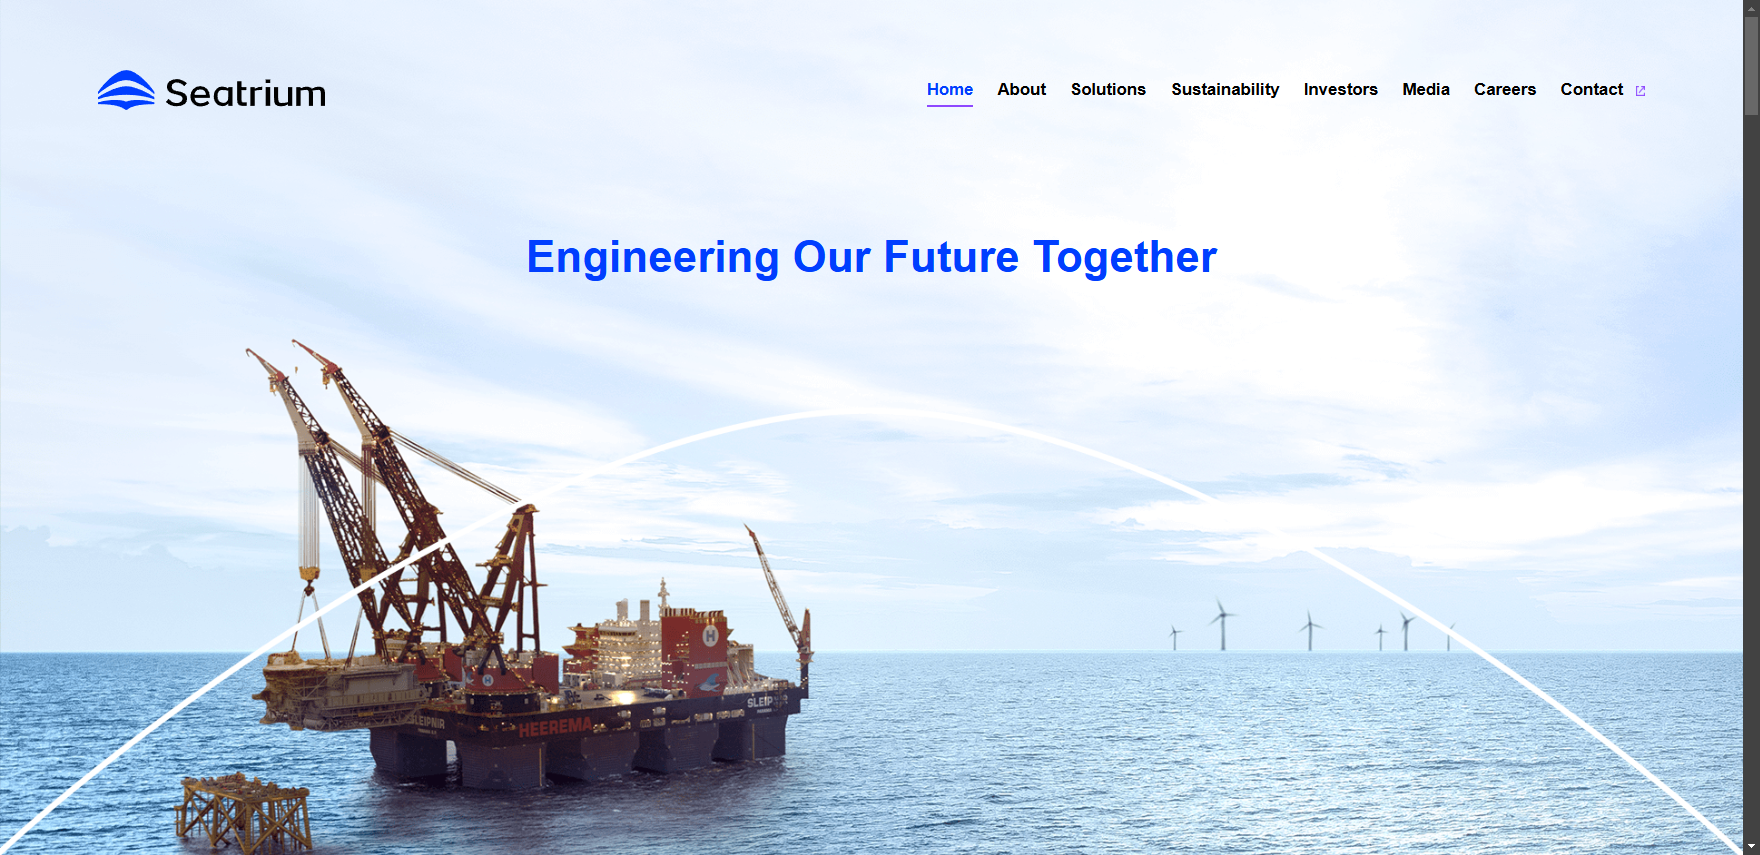 Seatrium
Home About Solutions Sustainability Investors Media Careers Contact
Engineering Our Future Together
H
H
SLEIPNIR
HEEREMA
SLEIPNIR